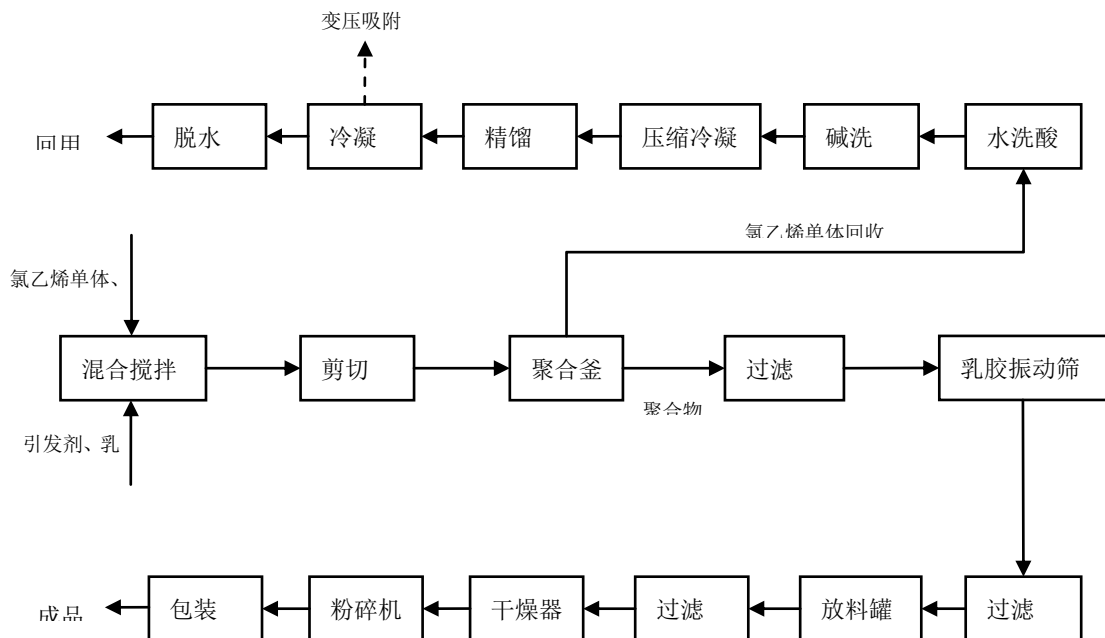 变压吸附
回用
脱水
冷凝
精馏
压缩冷凝
碱洗
水洗酸
氯乙烯单体回收
氯乙烯单体、
混合搅拌
剪切
聚合釜
过滤
乳胶振动筛
聚合物
引发剂、乳
成品
包装
粉碎机
干燥器
过滤
放料罐
过滤